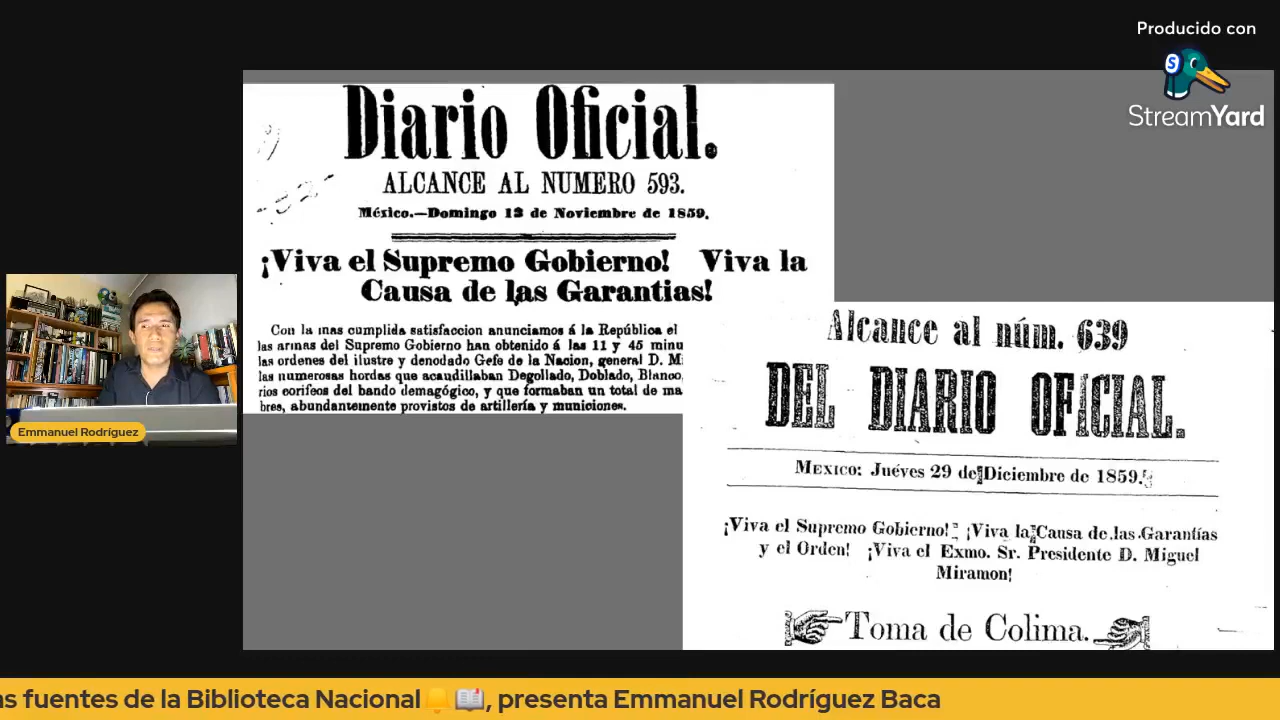 Producido con
StreamYard
Diario Oficial.
ALCANCE AL NUMERO 593.
México.—Domingo 13 de Noviembre de 1859.
¡Viva el Supremo Gobierno! Viva la
Causa de las Garantias!
Con la mas cumplida satisfaccion anunciamos á la República el
las armas del Supremo Gobierno han obtenido á las 11 y 45 minu
las ordenes del ilustre y denodado Gefe de la Nacion, general D. M
las numerosas hordas que acaudillaban Degollado, Doblado, Blanco,
rios corifeos del bando demagógico, y que formaban un total de ma
bres, abundantemente provistos de artillería y municiones.
Alcance al núm. 639
DEL DIARIO OFICIAL.
MEXICO: Juéves 29 de Diciembre de 1859.
¡Viva el Supremo Gobierno! ¡Viva la Causa de las Garantías
y el Orden! ¡Viva el Exmo. Sr. Presidente D. Miguel
Miramon!
Toma de Colima.
Emmanuel Rodríguez
as fuentes de la Biblioteca Nacional🔔📖, presenta Emmanuel Rodríguez Baca